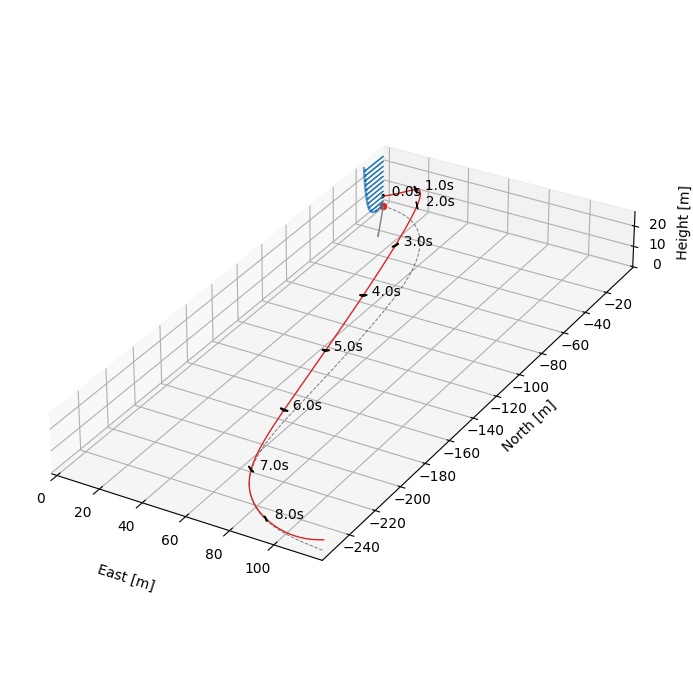 0.0s
1.0s
2.0s
3.0s
4.0s
5.0s
6.0s
7.0s
8.0s
Height [m]
20
10
0
−20
−40
−60
−80
−100
−120
−140
−160
−180
−200
−220
−240
North [m]
0
20
40
60
80
100
East [m]